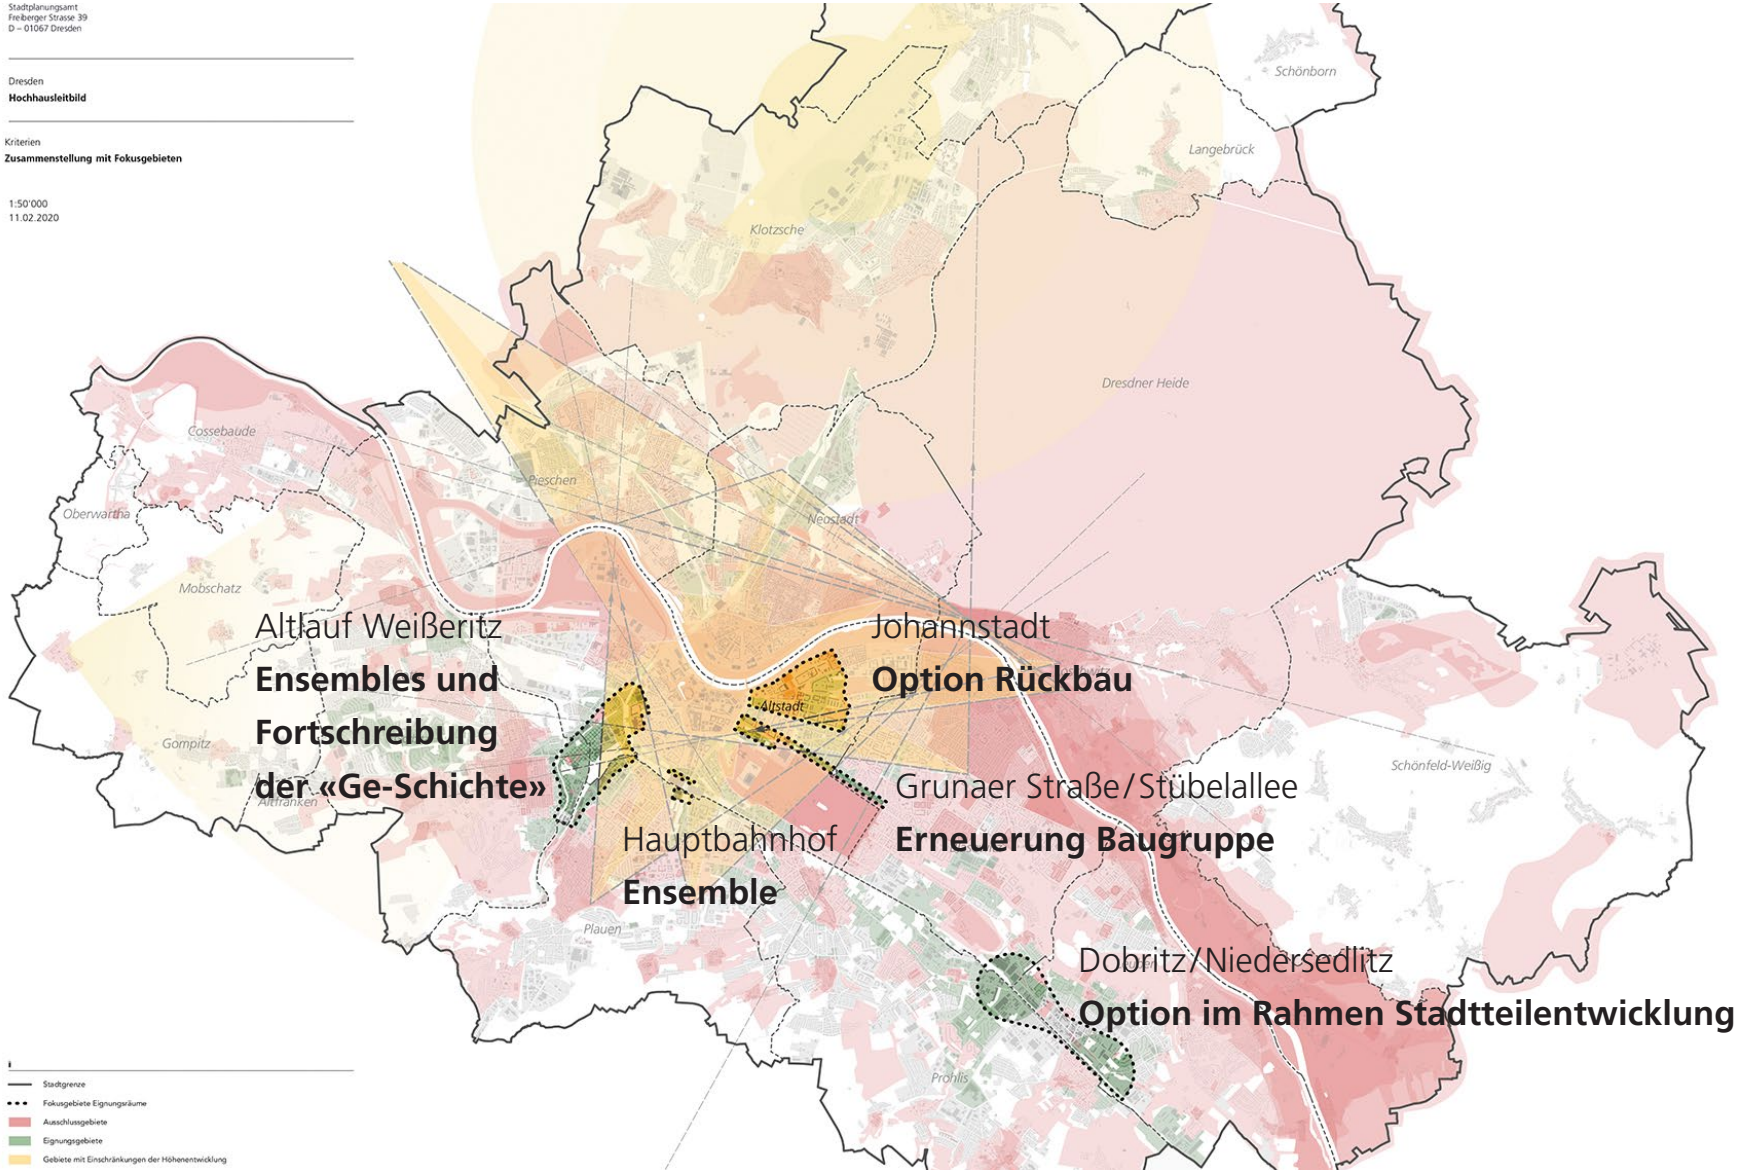 Stadtplanungsamt
Freiberger Strasse 39
D – 01067 Dresden
Dresden
Hochhausleitbild
Kriterien
Zusammenstellung mit Fokusgebieten
1:50'000
11.02.2020
Schönborn
Langebrück
Klotzsche
Dresdner Heide
Cossebaude
Pieschen
Oberwartha
Neustadt
Mobschatz
Altlauf Weißeritz
Ensembles und
Fortschreibung
der «Ge-Schichte»
Johannstadt
Option Rückbau
Altstadt
Gompitz
Schönfeld-Weißig
Altfranken
Grunaer Straße/Stübelallee
Erneuerung Baugruppe
Hauptbahnhof
Ensemble
Plauen
Dobritz/Niedersedlitz
Option im Rahmen Stadtteilentwicklung
Prohlis
Stadtgrenze
Fokusgebiete Eignungsräume
Ausschlussgebiete
Eignungsgebiete
Gebiete mit Einschränkungen der Höhenentwicklung